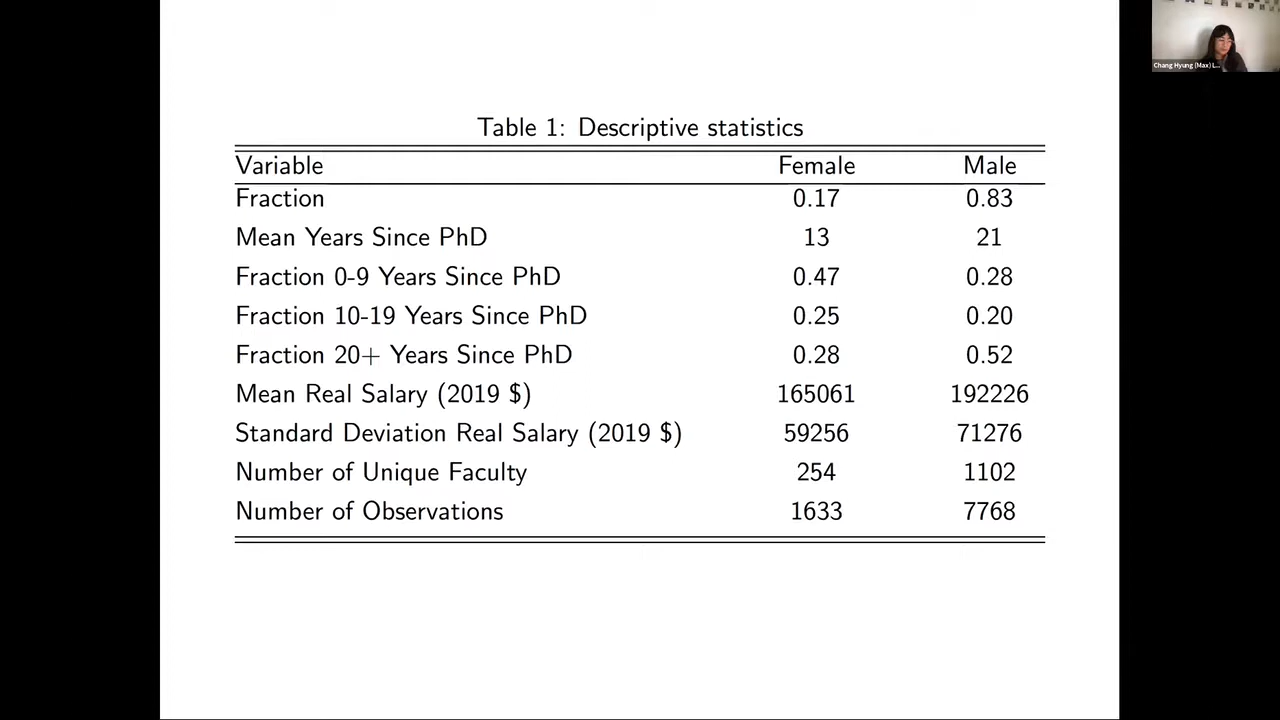 Chang Hyung (Max) L...
Table 1: Descriptive statistics
Variable Female Male
Fraction 0.17 0.83
Mean Years Since PhD 13 21
Fraction 0-9 Years Since PhD 0.47 0.28
Fraction 10-19 Years Since PhD 0.25 0.20
Fraction 20+ Years Since PhD 0.28 0.52
Mean Real Salary (2019 $) 165061 192226
Standard Deviation Real Salary (2019 $) 59256 71276
Number of Unique Faculty 254 1102
Number of Observations 1633 7768